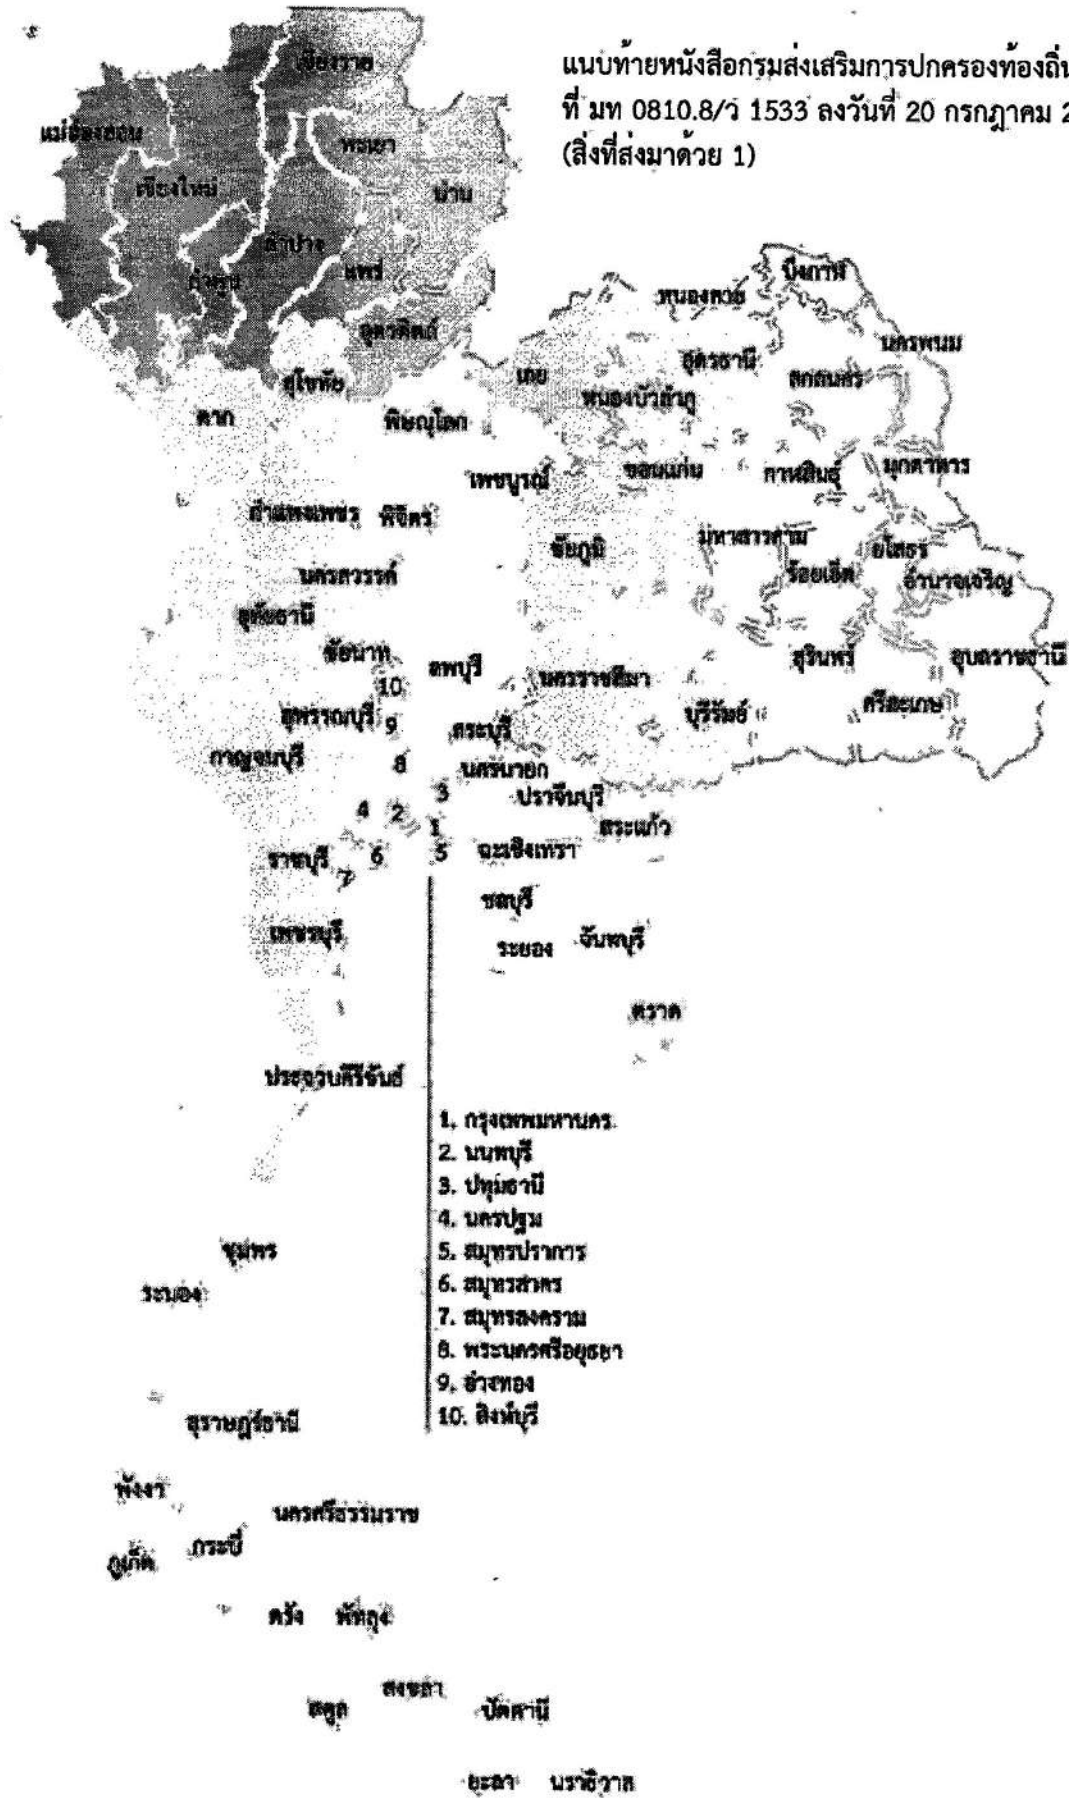 แนบท้ายหนังสือกรมส่งเสริมการปกครองท้องถิ่น
ที่ มท 0810.8/ว 1533 ลงวันที่ 20 กรกฎาคม 2
(สิ่งที่ส่งมาด้วย 1)
เชียงราย
แม่ฮ่องสอน
พะเยา
เชียงใหม่
น่าน
ลำปาง
ลำพูน
แพร่
อุตรดิตถ์
บึงกาฬ
หนองคาย
นครพนม
อุดรธานี
สกลนคร
เลย
หนองบัวลำภู
สุโขทัย
ตาก
พิษณุโลก
เพชรบูรณ์
ขอนแก่น
กาฬสินธุ์
มุกดาหาร
กำแพงเพชร
พิจิตร
ชัยภูมิ
มหาสารคาม
ยโสธร
ร้อยเอ็ด
อำนาจเจริญ
นครสวรรค์
อุทัยธานี
ชัยนาท
ลพบุรี
นครราชสีมา
สุรินทร์
อุบลราชธานี
10
สุพรรณบุรี
9
สระบุรี
บุรีรัมย์
ศรีสะเกษ
กาญจนบุรี
8
นครนายก
3
ปราจีนบุรี
4
2
1
สระแก้ว
ราชบุรี
6
5
ฉะเชิงเทรา
7
ชลบุรี
เพชรบุรี
ระยอง
จันทบุรี
ตราด
ประจวบคีรีขันธ์
1. กรุงเทพมหานคร
2. นนทบุรี
3. ปทุมธานี
4. นครปฐม
5. สมุทรปราการ
6. สมุทรสาคร
7. สมุทรสงคราม
8. พระนครศรีอยุธยา
9. อ่างทอง
10. สิงห์บุรี
ชุมพร
ระนอง
สุราษฎร์ธานี
พังงา
นครศรีธรรมราช
กระบี่
ภูเก็ต
ตรัง
พัทลุง
สงขลา
สตูล
ปัตตานี
ยะลา
นราธิวาส